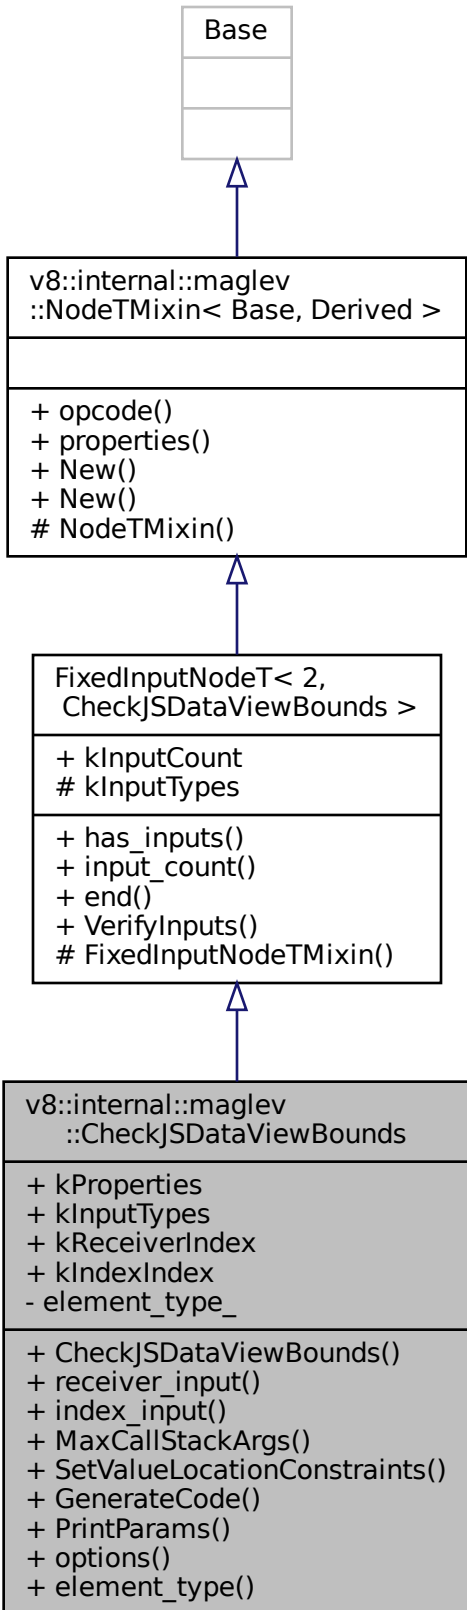 Base
v8::internal::maglev
::NodeTMixin< Base, Derived >
+ opcode()
+ properties()
+ New()
+ New()
# NodeTMixin()
FixedInputNodeT< 2,
CheckJSDataViewBounds >
+ kInputCount
# kInputTypes
+ has_inputs()
+ input_count()
+ end()
+ VerifyInputs()
# FixedInputNodeTMixin()
v8::internal::maglev
::CheckJSDataViewBounds
+ kProperties
+ kInputTypes
+ kReceiverIndex
+ kIndexIndex
- element_type_
+ CheckJSDataViewBounds()
+ receiver_input()
+ index_input()
+ MaxCallStackArgs()
+ SetValueLocationConstraints()
+ GenerateCode()
+ PrintParams()
+ options()
+ element_type()